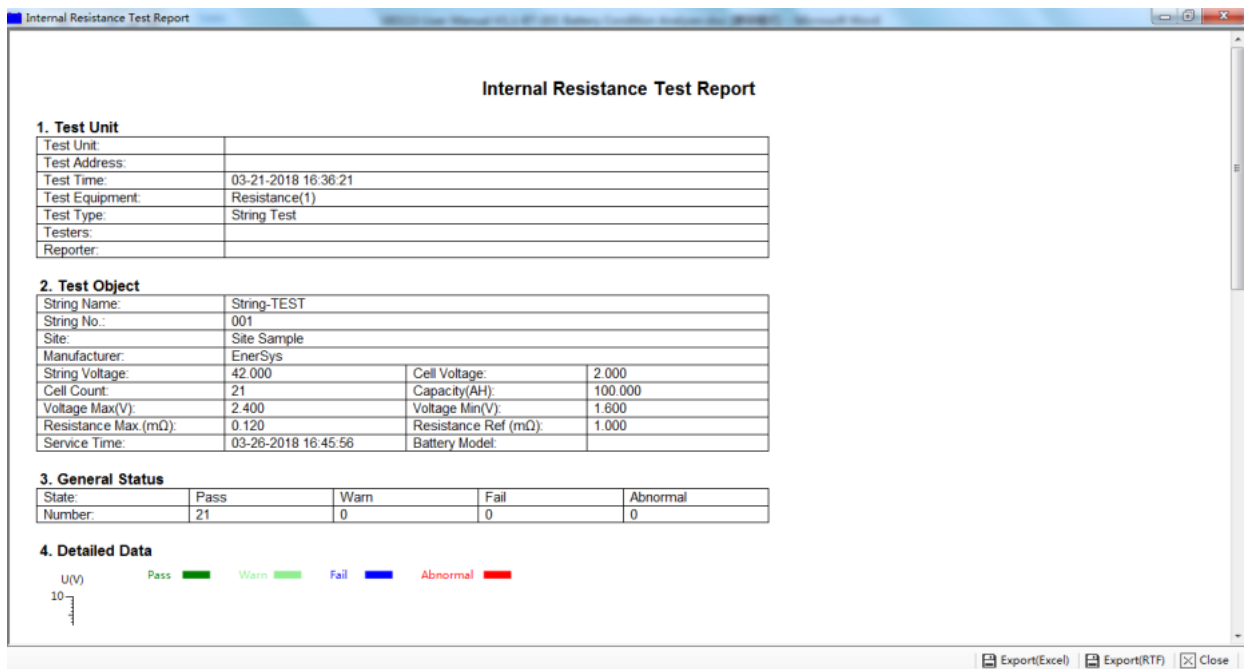 Internal Resistance Test Report
Internal Resistance Test Report
1. Test Unit
Test Unit:
Test Address:
Test Time: 03-21-2018 16:36:21
Test Equipment: Resistance(1)
Test Type: String Test
Testers:
Reporter:
2. Test Object
String Name: String-TEST
String No.: 001
Site: Site Sample
Manufacturer: EnerSys
String Voltage: 42.000 Cell Voltage: 2.000
Cell Count: 21 Capacity(AH): 100.000
Voltage Max(V): 2.400 Voltage Min(V): 1.600
Resistance Max.(mΩ): 0.120 Resistance Ref (mΩ): 1.000
Service Time: 03-26-2018 16:45:56 Battery Model:
3. General Status
State: Pass Warn Fail Abnormal
Number: 21 0 0 0
4. Detailed Data
U(V) Pass Warn Fail Abnormal
10
Export(Excel) Export(RTF) Close